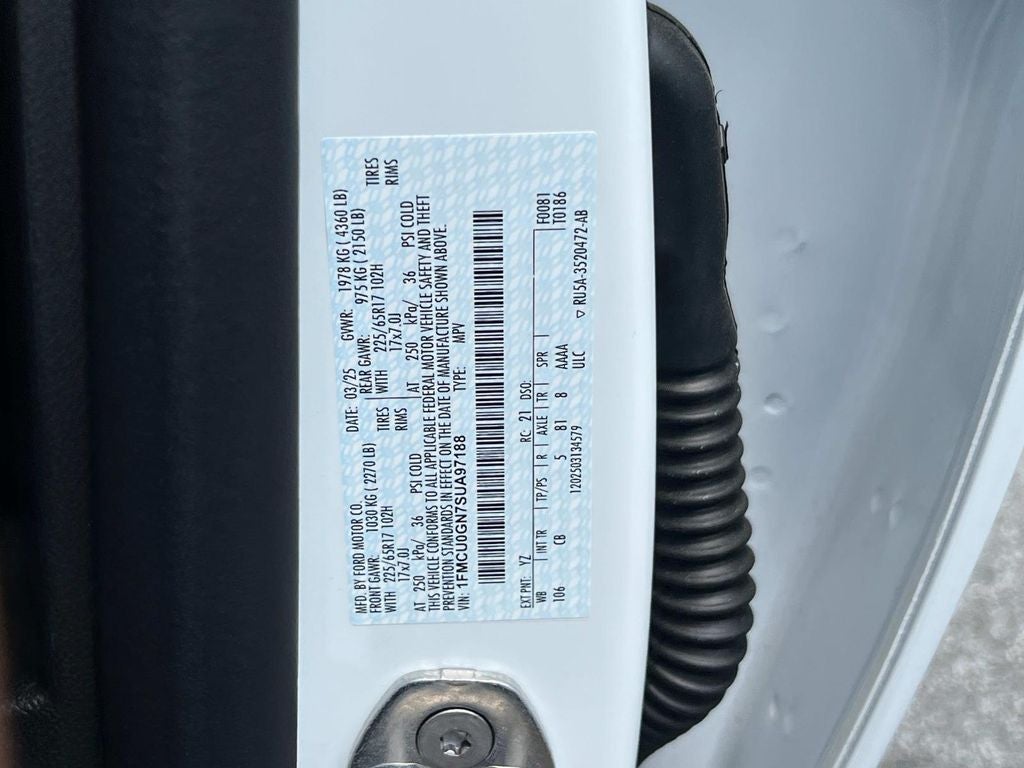 MFD. BY FORD MOTOR CO.
DATE: 03/25 GVWR: 1978 KG ( 4360 LB)
FRONT GAWR: 1030 KG ( 2270 LB) REAR GAWR: 975 KG ( 2150 LB)
WITH 225/65R17 102H TIRES WITH 225/65R17 102H TIRES
17x7.0J RIMS 17x7.0J RIMS
AT 250 kPa/ 36 PSI COLD AT 250 kPa/ 36 PSI COLD
THIS VEHICLE CONFORMS TO ALL APPLICABLE FEDERAL MOTOR VEHICLE SAFETY AND THEFT
PREVENTION STANDARDS IN EFFECT ON THE DATE OF MANUFACTURE SHOWN ABOVE.
VIN: 1FMCU0GN7SUA97188 TYPE: MPV
EXT PNT: YZ RC: 21 DSO: F0081
WB INT TR TP/PS R AXLE TR SPR T0186
106 CB 5 B1 8 AAAA
1202503134579 ULC ▽ RU5A-3520472-AB